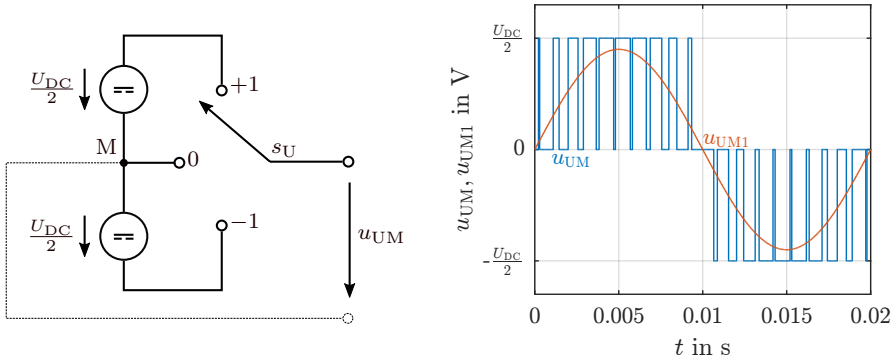 U_DC/2
+1
M
0
s_U
U_DC/2
−1
u_UM
u_UM, u_UM1 in V
U_DC/2
0
-U_DC/2
u_UM
u_UM1
0
0.005
0.01
0.015
0.02
t in s